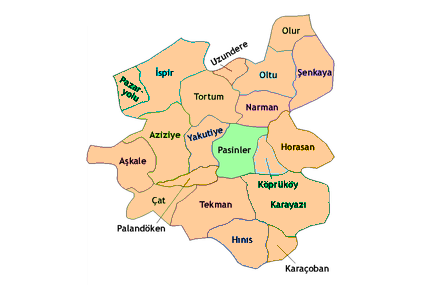 Olur
Uzundere
Şenkaya
İspir
Oltu
Pazar-
yolu
Tortum
Narman
Aziziye
Yakutiye
Pasinler
Horasan
Aşkale
Köprüköy
Çat
Tekman
Karayazı
Palandöken
Hınıs
Karaçoban